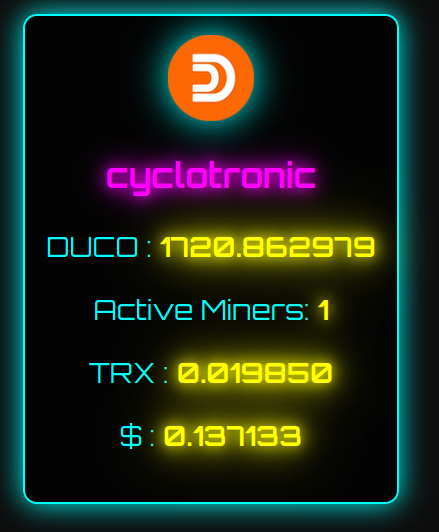 cyclotronic
DUCO : 1720.862979
Active Miners: 1
TRX : 0.019850
$ : 0.137133